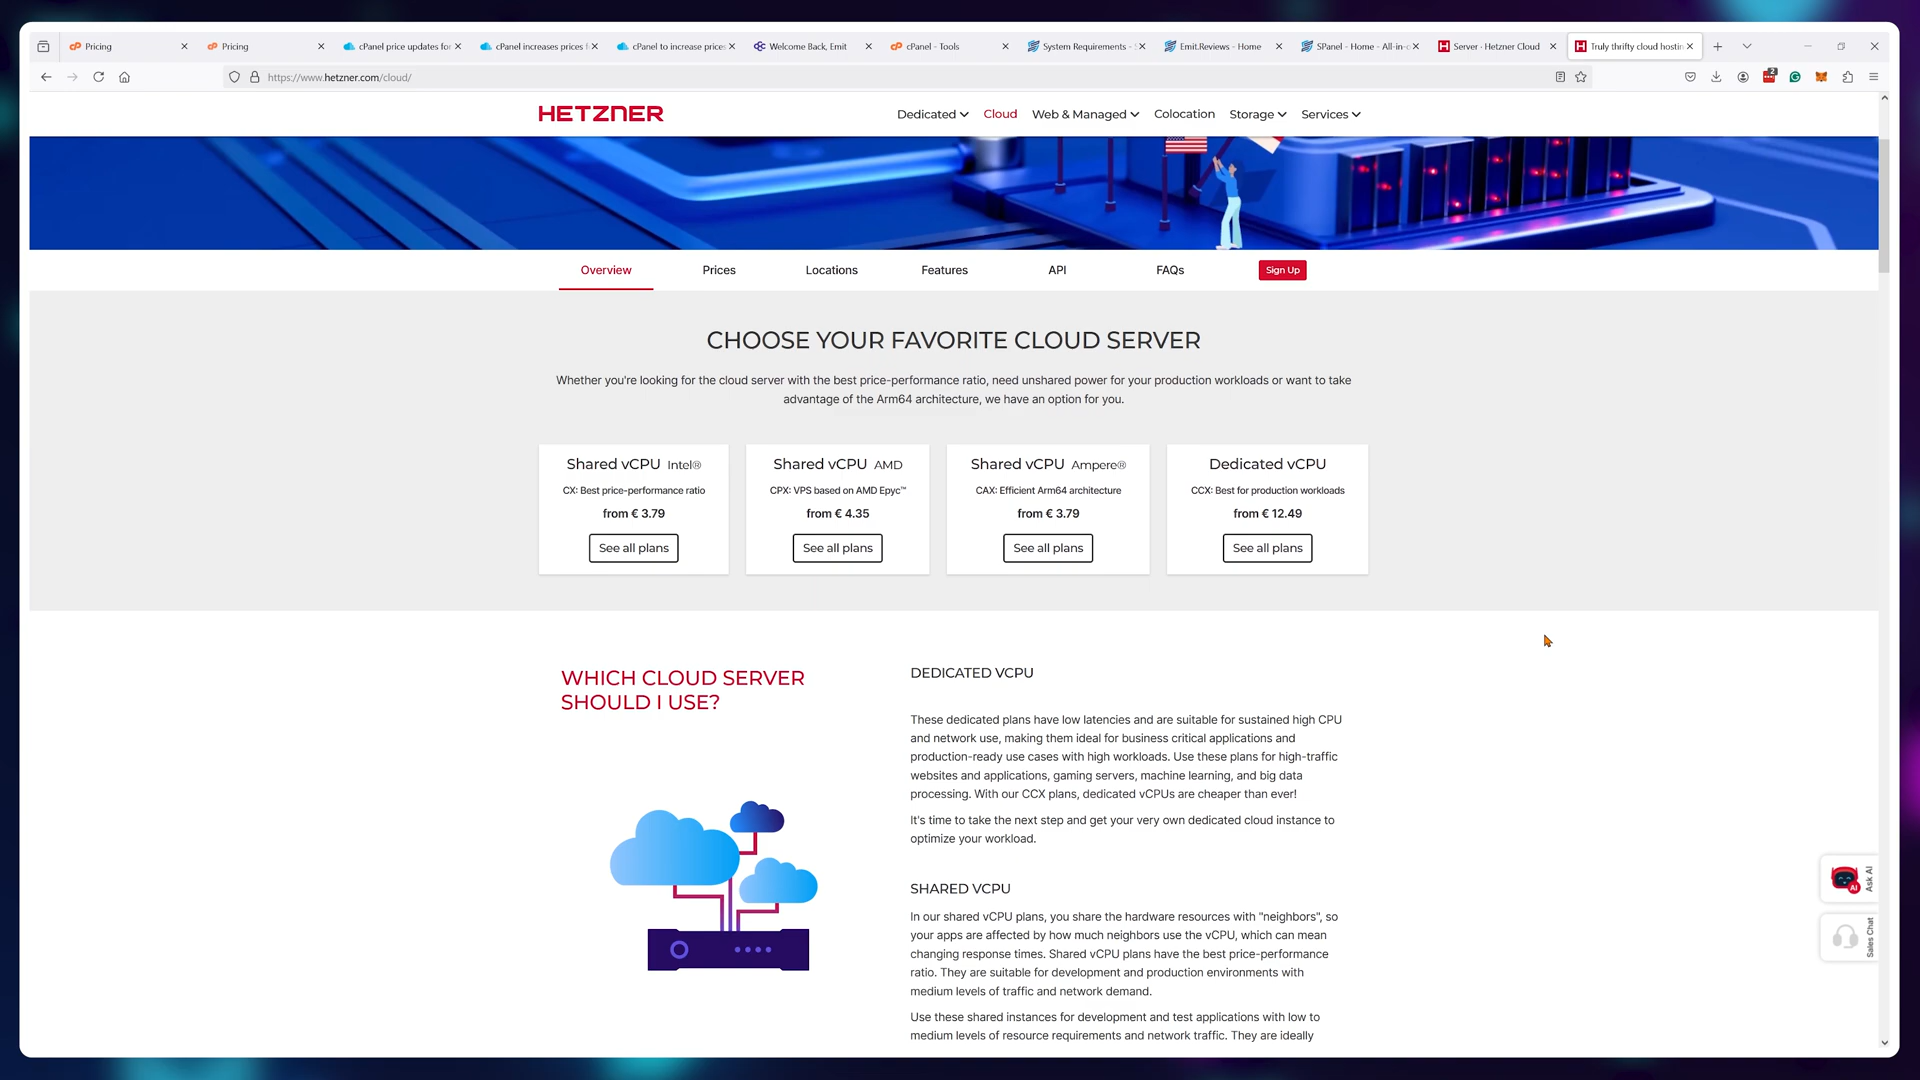 Pricing
Pricing
cPanel price updates fo
cPanel increases prices f
cPanel to increase prices
Welcome Back, Emit
cPanel - Tools
System Requirements - S
Emit.Reviews - Home
SPanel - Home - All-in-o
Server · Hetzner Cloud
Truly thrifty cloud hostin
https://www.hetzner.com/cloud/
2
HETZNER
Dedicated
Cloud
Web & Managed
Colocation
Storage
Services
Overview
Prices
Locations
Features
API
FAQs
Sign Up
CHOOSE YOUR FAVORITE CLOUD SERVER
Whether you're looking for the cloud server with the best price-performance ratio, need unshared power for your production workloads or want to take
advantage of the Arm64 architecture, we have an option for you.
Shared vCPU Intel®
CX: Best price-performance ratio
from € 3.79
See all plans
Shared vCPU AMD
CPX: VPS based on AMD Epyc™
from € 4.35
See all plans
Shared vCPU Ampere®
CAX: Efficient Arm64 architecture
from € 3.79
See all plans
Dedicated vCPU
CCX: Best for production workloads
from € 12.49
See all plans
WHICH CLOUD SERVER
SHOULD I USE?
DEDICATED VCPU
These dedicated plans have low latencies and are suitable for sustained high CPU
and network use, making them ideal for business critical applications and
production-ready use cases with high workloads. Use these plans for high-traffic
websites and applications, gaming servers, machine learning, and big data
processing. With our CCX plans, dedicated vCPUs are cheaper than ever!
It's time to take the next step and get your very own dedicated cloud instance to
optimize your workload.
SHARED VCPU
In our shared vCPU plans, you share the hardware resources with "neighbors", so
your apps are affected by how much neighbors use the vCPU, which can mean
changing response times. Shared vCPU plans have the best price-performance
ratio. They are suitable for development and production environments with
medium levels of traffic and network demand.
Use these shared instances for development and test applications with low to
medium levels of resource requirements and network traffic. They are ideally
AI
Ask AI
Sales Chat